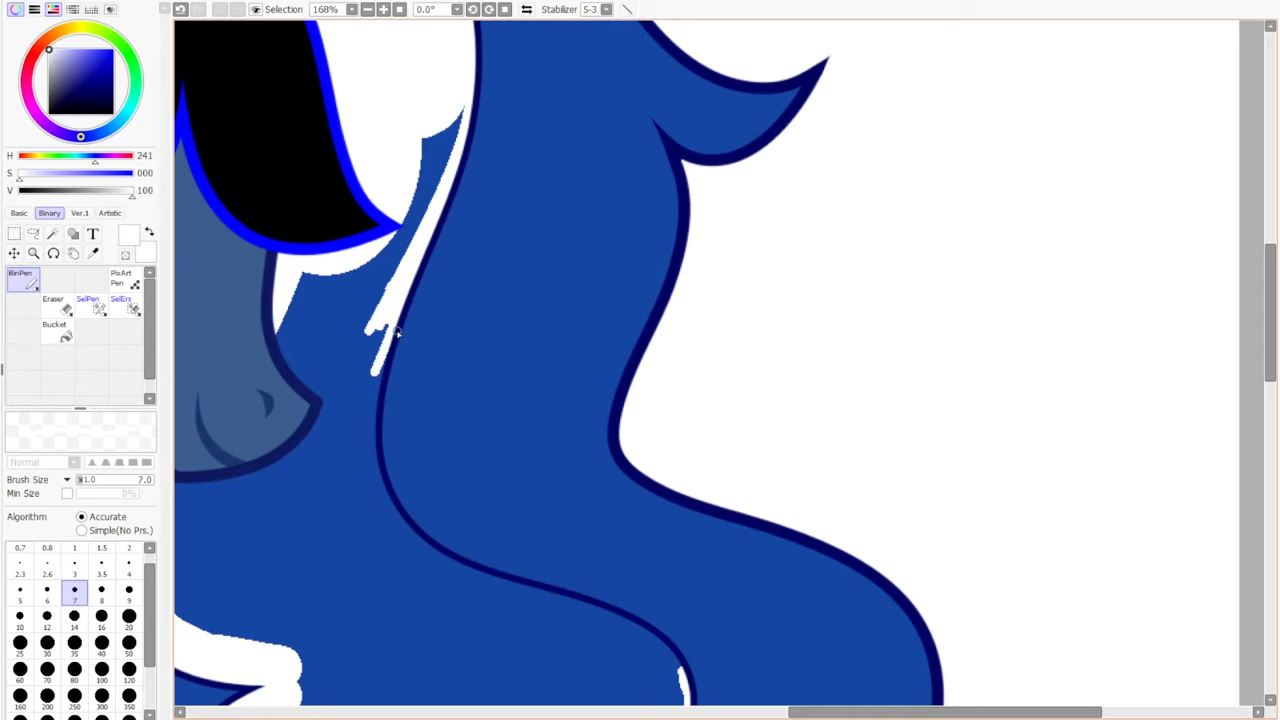 Selection 168% 0.0° Stabilizer S-3
H 241
S 000
V 100
Basic Binary Ver.1 Artistic
T
BinPen PixArt
Pen
Eraser SelPen SelErs
Bucket
Normal
Brush Size x1.0 7.0
Min Size 0%
Algorithm Accurate
Simple(No Prs.)
0.7 0.8 1 1.5 2
2.3 2.6 3 3.5 4
5 6 7 8 9
10 12 14 16 20
25 30 35 40 50
60 70 80 100 120
160 200 250 300 350